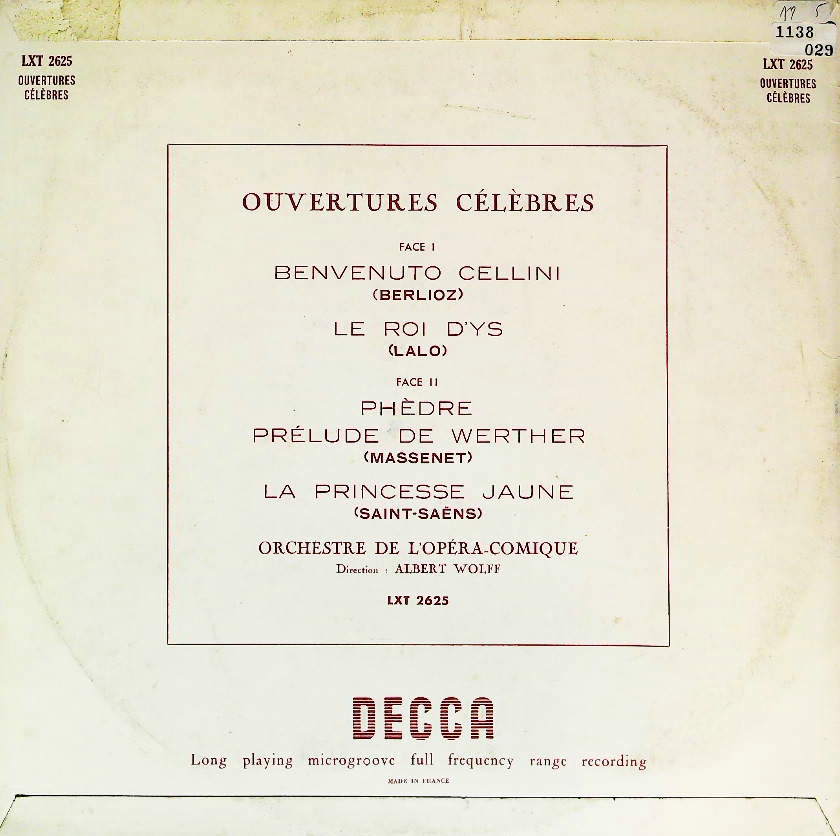 1138
029
LXT 2625
OUVERTURES
CÉLÈBRES
LXT 2625
OUVERTURES
CÉLÈBRES
OUVERTURES CÉLÈBRES
FACE I
BENVENUTO CELLINI
(BERLIOZ)
LE ROI D'YS
(LALO)
FACE II
PHÈDRE
PRÉLUDE DE WERTHER
(MASSENET)
LA PRINCESSE JAUNE
(SAINT-SAËNS)
ORCHESTRE DE L'OPÉRA-COMIQUE
Direction : ALBERT WOLFF
LXT 2625
DECCA
Long playing microgroove full frequency range recording
MADE IN FRANCE